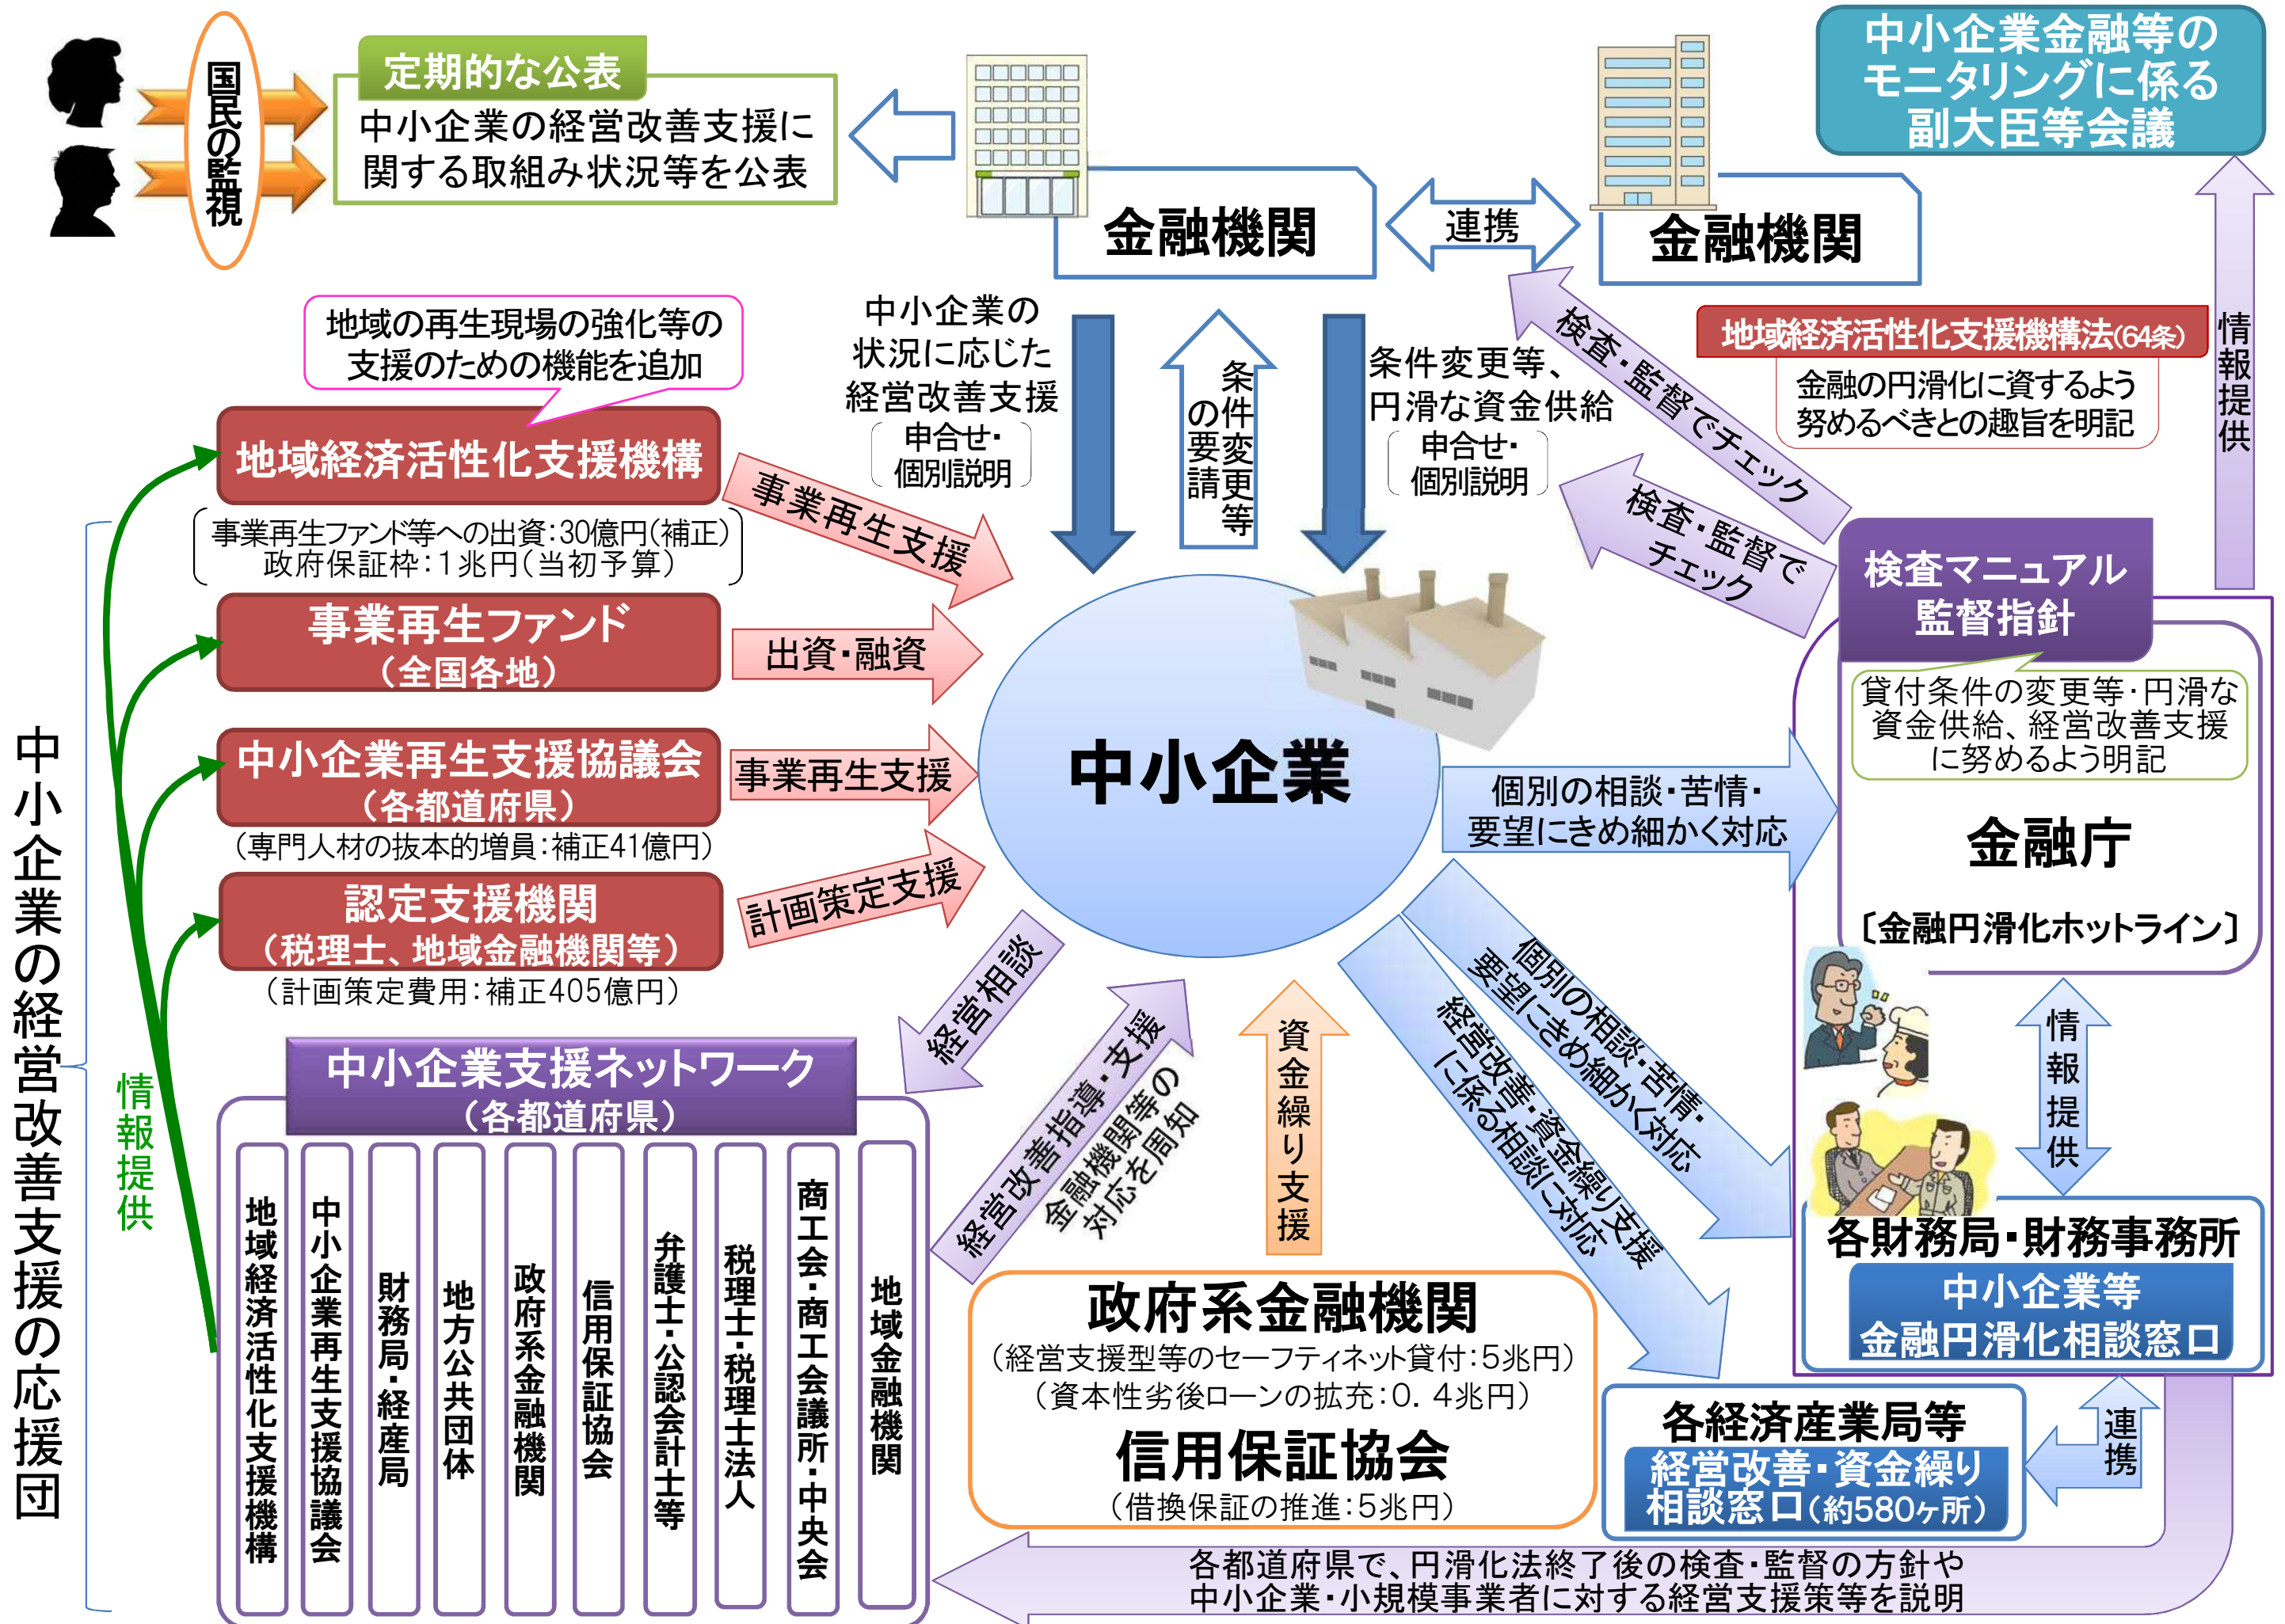 国民の監視
定期的な公表
中小企業の経営改善支援に
関する取組み状況等を公表
金融機関
連携
金融機関
中小企業金融等の
モニタリングに係る
副大臣等会議
情報提供
地域の再生現場の強化等の
支援のための機能を追加
中小企業の
状況に応じた
経営改善支援
申合せ・
個別説明
条件変更等
の要請
条件変更等、
円滑な資金供給
申合せ・
個別説明
検査・監督でチェック
地域経済活性化支援機構法(64条)
金融の円滑化に資するよう
努めるべきとの趣旨を明記
検査・監督で
チェック
地域経済活性化支援機構
事業再生ファンド等への出資：30億円（補正）
政府保証枠：１兆円（当初予算）
事業再生支援
事業再生ファンド
（全国各地）
出資・融資
中小企業再生支援協議会
（各都道府県）
（専門人材の抜本的増員：補正41億円）
事業再生支援
認定支援機関
（税理士、地域金融機関等）
（計画策定費用：補正405億円）
計画策定支援
中小企業
検査マニュアル
監督指針
貸付条件の変更等・円滑な
資金供給、経営改善支援
に努めるよう明記
金融庁
〔金融円滑化ホットライン〕
個別の相談・苦情・
要望にきめ細かく対応
個別の相談・苦情・
要望にきめ細かく対応
経営改善・資金繰り支援
に係る相談に対応
情報提供
各財務局・財務事務所
中小企業等
金融円滑化相談窓口
連携
各経済産業局等
経営改善・資金繰り
相談窓口（約580ヶ所）
中小企業の経営改善支援の応援団
情報提供
経営相談
経営改善指導・支援
金融機関等の
対応を周知
資金繰り支援
中小企業支援ネットワーク
（各都道府県）
地域経済活性化支援機構
中小企業再生支援協議会
財務局・経産局
地方公共団体
政府系金融機関
信用保証協会
弁護士・公認会計士等
税理士・税理士法人
商工会・商工会議所・中央会
地域金融機関
政府系金融機関
（経営支援型等のセーフティネット貸付：５兆円）
（資本性劣後ローンの拡充：０．４兆円）
信用保証協会
（借換保証の推進：５兆円）
各都道府県で、円滑化法終了後の検査・監督の方針や
中小企業・小規模事業者に対する経営支援策等を説明